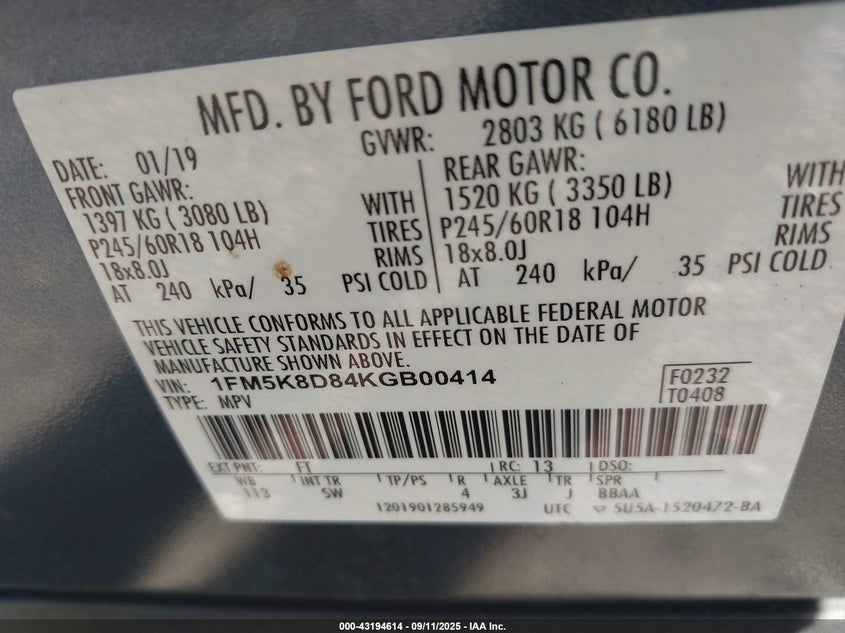 MFD. BY FORD MOTOR CO.
DATE: 01/19
GVWR: 2803 KG ( 6180 LB)
FRONT GAWR:
1397 KG ( 3080 LB)
P245/60R18 104H
18x8.0J
AT 240 kPa/ 35 PSI COLD
WITH
TIRES
RIMS
REAR GAWR:
1520 KG ( 3350 LB)
P245/60R18 104H
18x8.0J
AT 240 kPa/ 35 PSI COLD
WITH
TIRES
RIMS
THIS VEHICLE CONFORMS TO ALL APPLICABLE FEDERAL MOTOR
VEHICLE SAFETY STANDARDS IN EFFECT ON THE DATE OF
MANUFACTURE SHOWN ABOVE.
VIN: 1FM5K8D84KGB00414
TYPE: MPV
F0232
T0408
EXT PNT: FT RC: 13 DSO:
WB INT TR TP/PS R AXLE TR SPR
113 SW 4 3J J BBAA
1201901285949 UTC ▽ 5U5A-1520472-BA
000-43194614 - 09/11/2025 - IAA Inc.